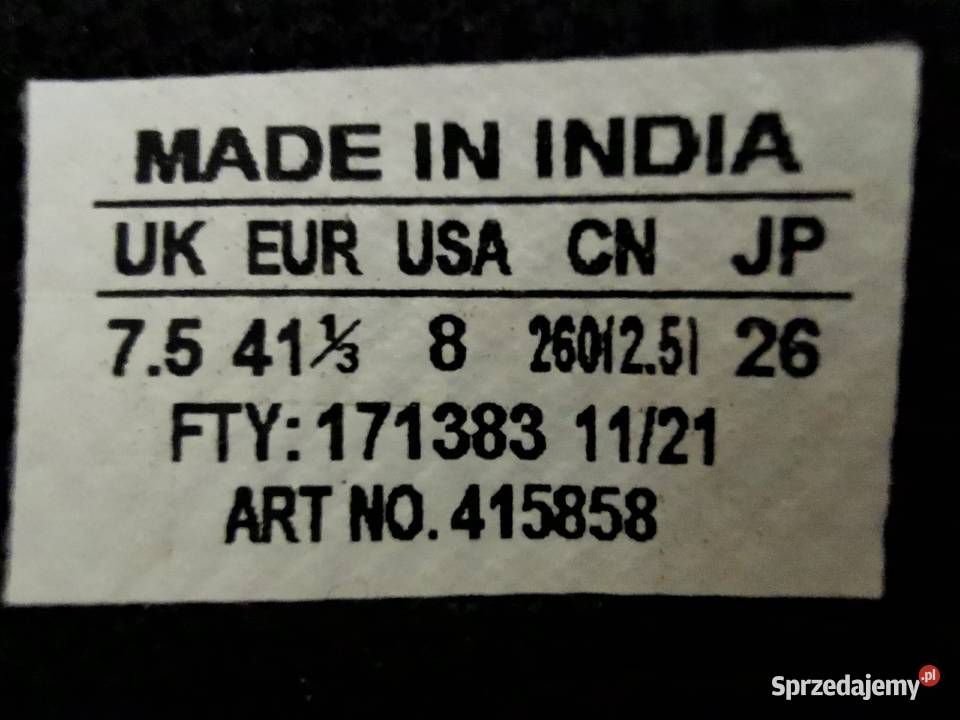 MADE IN INDIA
UK EUR USA CN JP
7.5 41⅓ 8 260(2.5) 26
FTY: 171383 11/21
ART NO. 415858
Sprzedajemy.pl